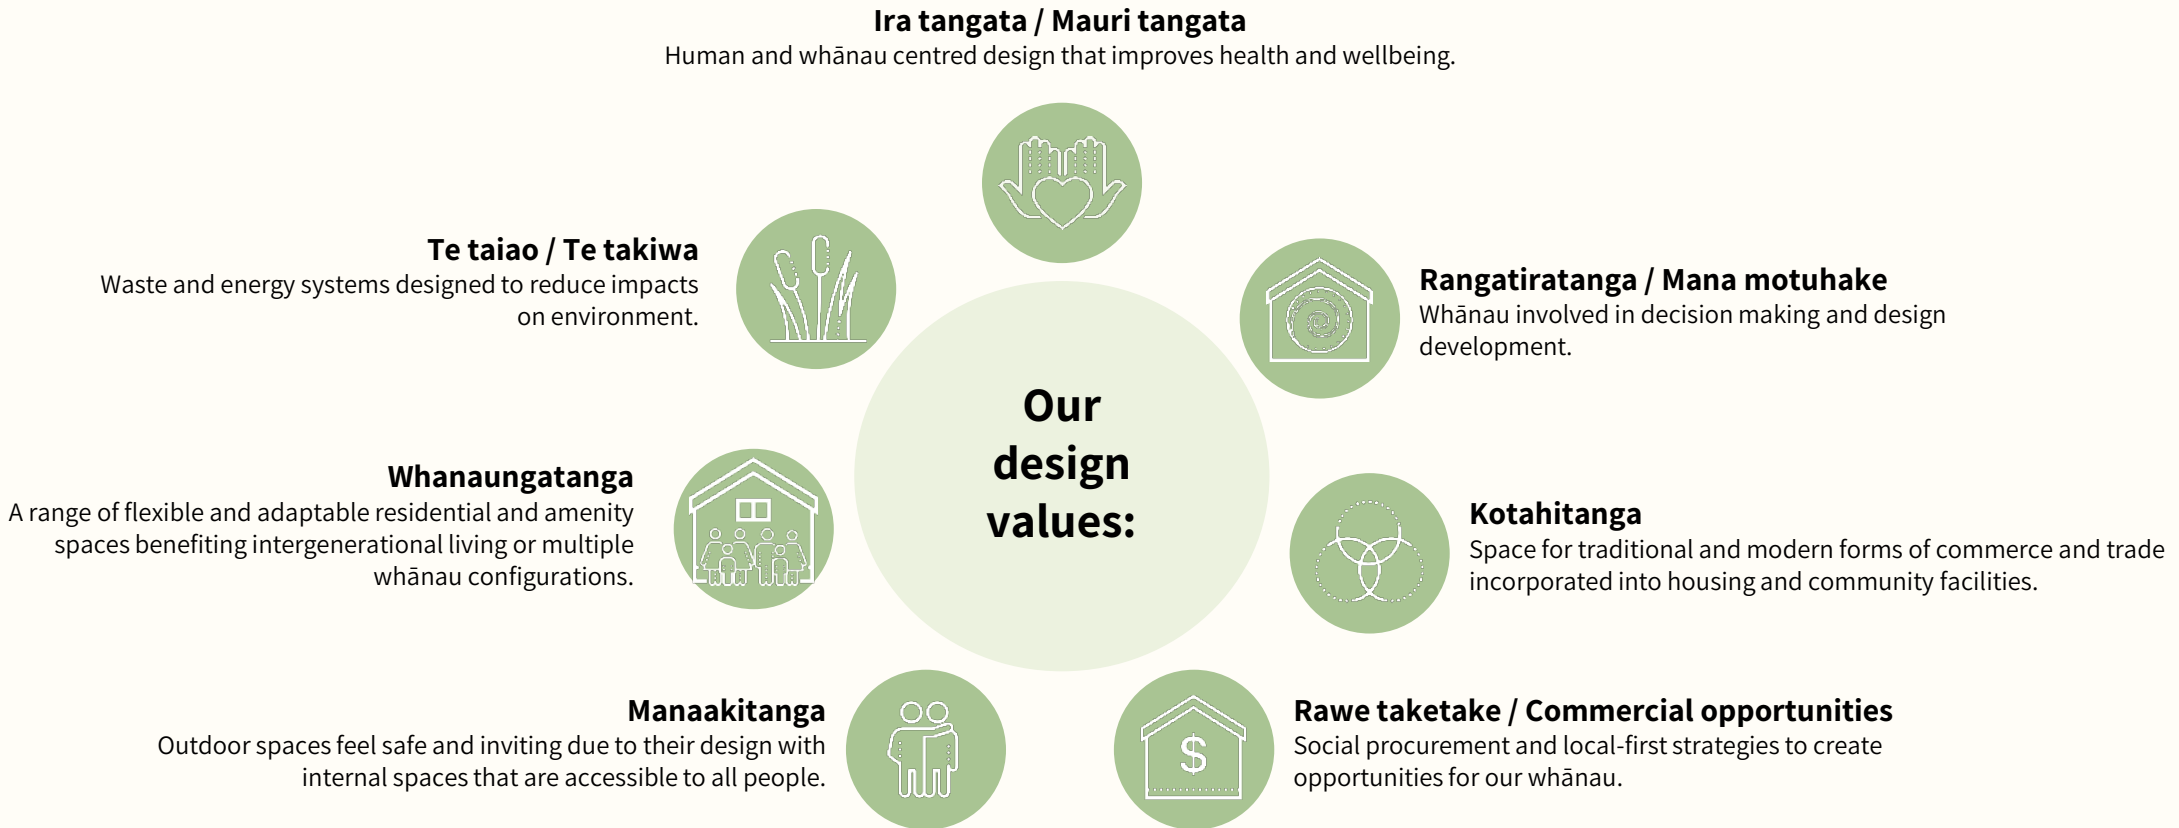 Ira tangata / Mauri tangata
Human and whānau centred design that improves health and wellbeing.
Te taiao / Te takiwa
Waste and energy systems designed to reduce impacts
on environment.
Rangatiratanga / Mana motuhake
Whānau involved in decision making and design
development.
Our
design
values:
Whanaungatanga
A range of flexible and adaptable residential and amenity
spaces benefiting intergenerational living or multiple
whānau configurations.
Kotahitanga
Space for traditional and modern forms of commerce and trade
incorporated into housing and community facilities.
Manaakitanga
Outdoor spaces feel safe and inviting due to their design with
internal spaces that are accessible to all people.
$
Rawe taketake / Commercial opportunities
Social procurement and local-first strategies to create
opportunities for our whānau.